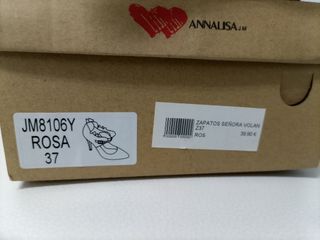 ANNALISA J.M
JM8106Y
ROSA
37
ZAPATOS SEÑORA VOLAN
Z37
ROS
39.90 €